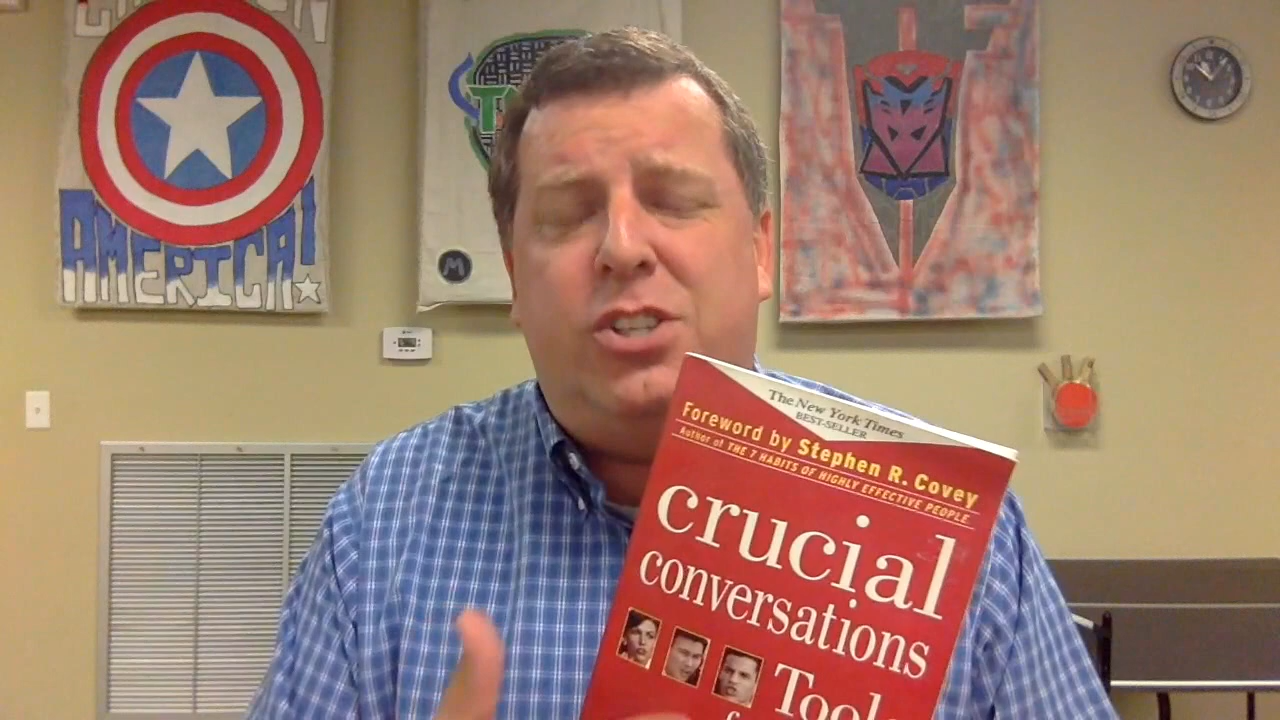 CAPTAIN
AMERICA!
M
The New York Times
BEST-SELLER
Foreword by Stephen R. Covey
Author of THE 7 HABITS OF HIGHLY EFFECTIVE PEOPLE
crucial
conversations
Tools